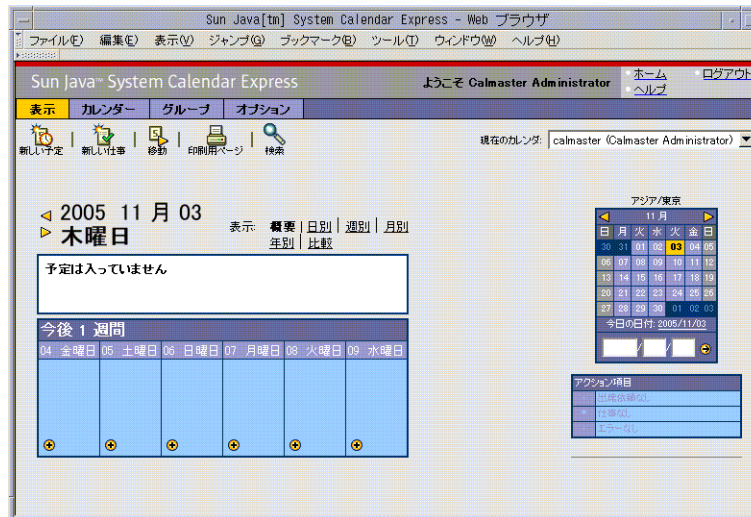 Sun Java[tm] System Calendar Express - Web ブラウザ
ファイル(F) 編集(E) 表示(V) ジャンプ(G) ブックマーク(B) ツール(T) ウィンドウ(W) ヘルプ(H)
Sun Java™ System Calendar Express ようこそ Calmaster Administrator ホーム ログアウト
ヘルプ
表示 カレンダー グループ オプション
新しい予定 新しい仕事 移動 印刷用ページ 検索 現在のカレンダ: calmaster (Calmaster Administrator)
2005 11 月 03
木曜日
表示: 概要 | 日別 | 週別 | 月別
年別 | 比較
予定は入っていません
今後 1 週間
04 金曜日 05 土曜日 06 日曜日 07 月曜日 08 火曜日 09 水曜日
アジア/東京
11 月
日 月 火 水 火 金 日
30 31 01 02 03 04 05
06 07 08 09 10 11 12
13 14 15 16 17 18 19
20 21 22 23 24 25 26
27 28 29 30 01 02 03
今日の日付: 2005/11/03
/ /
アクション項目
出席依頼なし
仕事なし
エラーなし